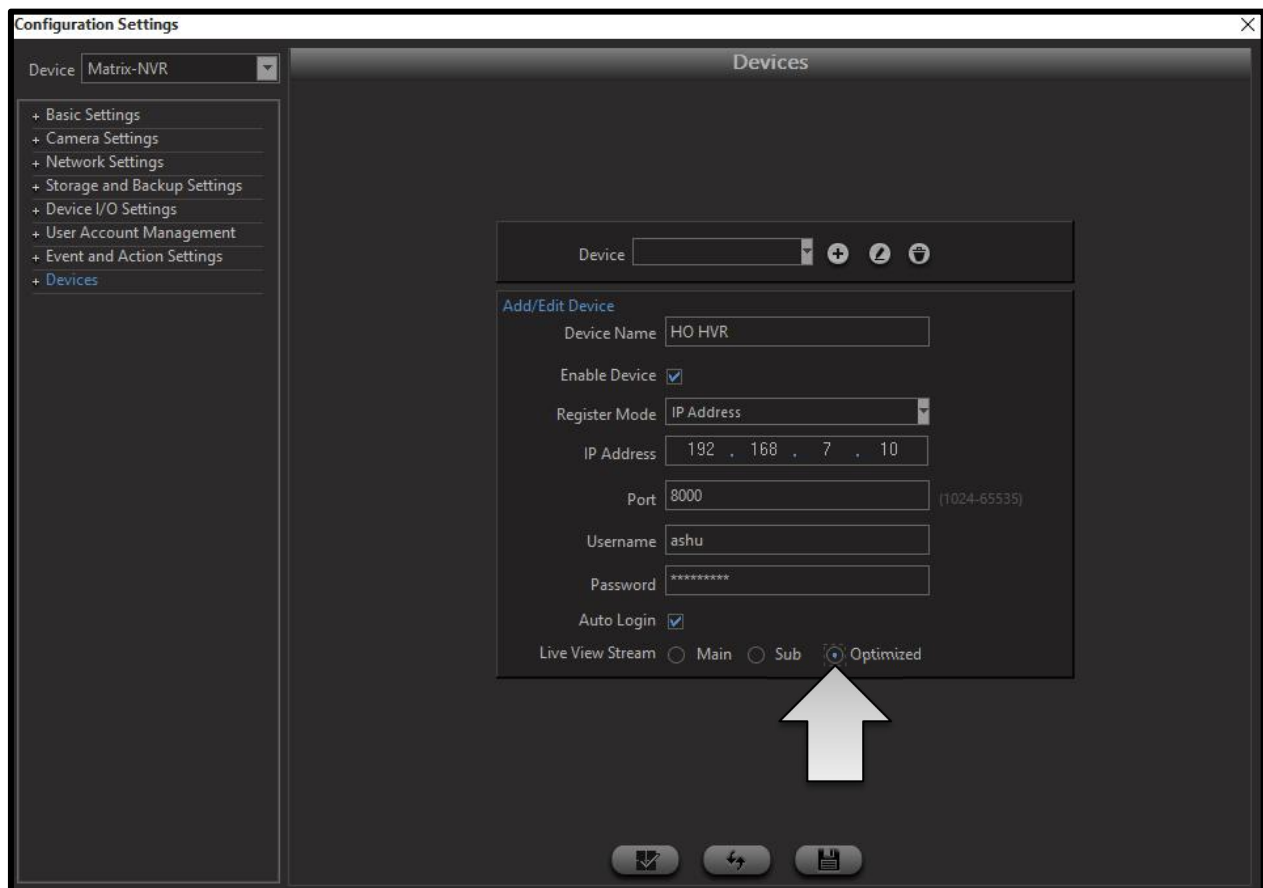 Configuration Settings
Device Matrix-NVR
Devices
+ Basic Settings
+ Camera Settings
+ Network Settings
+ Storage and Backup Settings
+ Device I/O Settings
+ User Account Management
+ Event and Action Settings
+ Devices
Device
Add/Edit Device
Device Name HO HVR
Enable Device
Register Mode IP Address
IP Address 192 . 168 . 7 . 10
Port 8000 (1024-65535)
Username ashu
Password *********
Auto Login
Live View Stream Main Sub Optimized